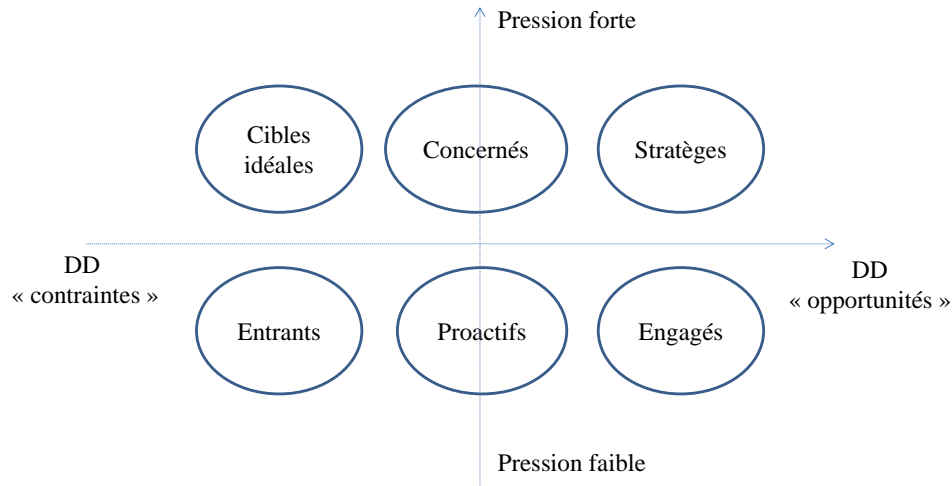 Pression forte
Cibles
idéales
Concernés
Stratèges
DD
« contraintes »
DD
« opportunités »
Entrants
Proactifs
Engagés
Pression faible